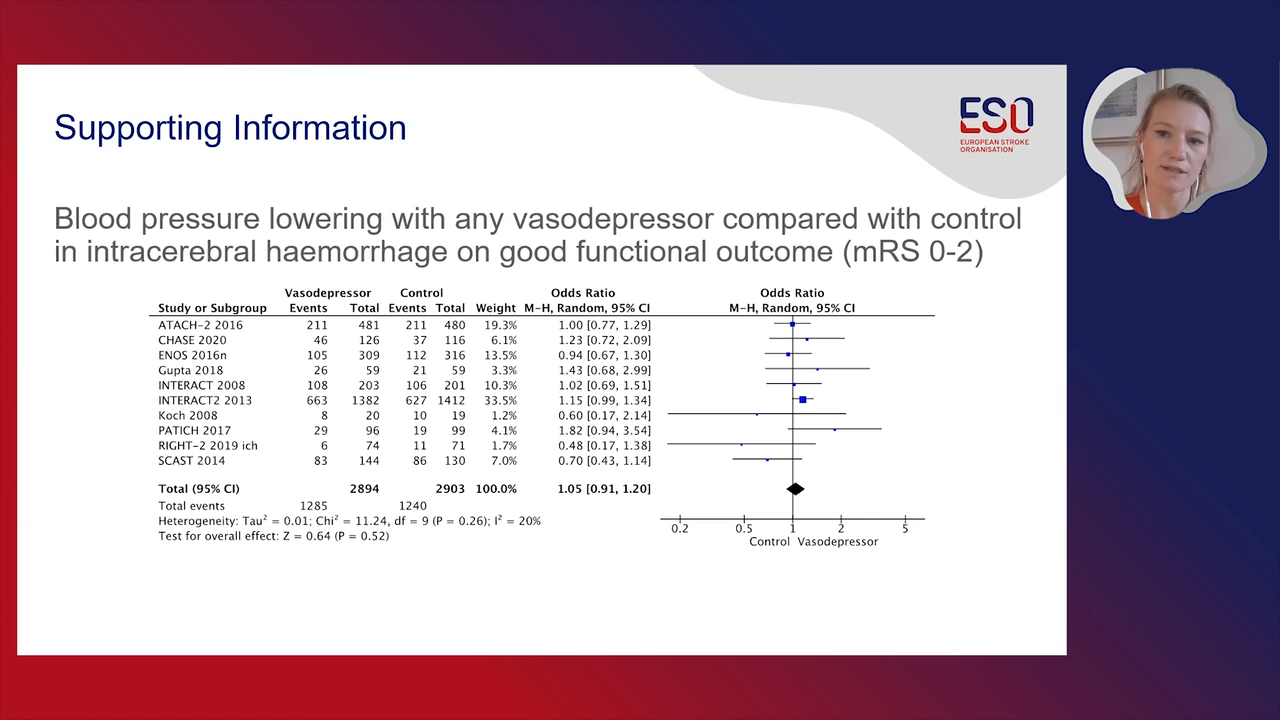 Supporting Information
ESO
EUROPEAN STROKE
ORGANISATION
Blood pressure lowering with any vasodepressor compared with control
in intracerebral haemorrhage on good functional outcome (mRS 0-2)
Vasodepressor Control Odds Ratio Odds Ratio
Study or Subgroup Events Total Events Total Weight M-H, Random, 95% CI M-H, Random, 95% CI
ATACH-2 2016 211 481 211 480 19.3% 1.00 [0.77, 1.29]
CHASE 2020 46 126 37 116 6.1% 1.23 [0.72, 2.09]
ENOS 2016n 105 309 112 316 13.5% 0.94 [0.67, 1.30]
Gupta 2018 26 59 21 59 3.3% 1.43 [0.68, 2.99]
INTERACT 2008 108 203 106 201 10.3% 1.02 [0.69, 1.51]
INTERACT2 2013 663 1382 627 1412 33.5% 1.15 [0.99, 1.34]
Koch 2008 8 20 10 19 1.2% 0.60 [0.17, 2.14]
PATICH 2017 29 96 19 99 4.1% 1.82 [0.94, 3.54]
RIGHT-2 2019 ich 6 74 11 71 1.7% 0.48 [0.17, 1.38]
SCAST 2014 83 144 86 130 7.0% 0.70 [0.43, 1.14]
Total (95% CI) 2894 2903 100.0% 1.05 [0.91, 1.20]
Total events 1285 1240
Heterogeneity: Tau² = 0.01; Chi² = 11.24, df = 9 (P = 0.26); I² = 20%
Test for overall effect: Z = 0.64 (P = 0.52)
0.2 0.5 1 2 5
Control Vasodepressor